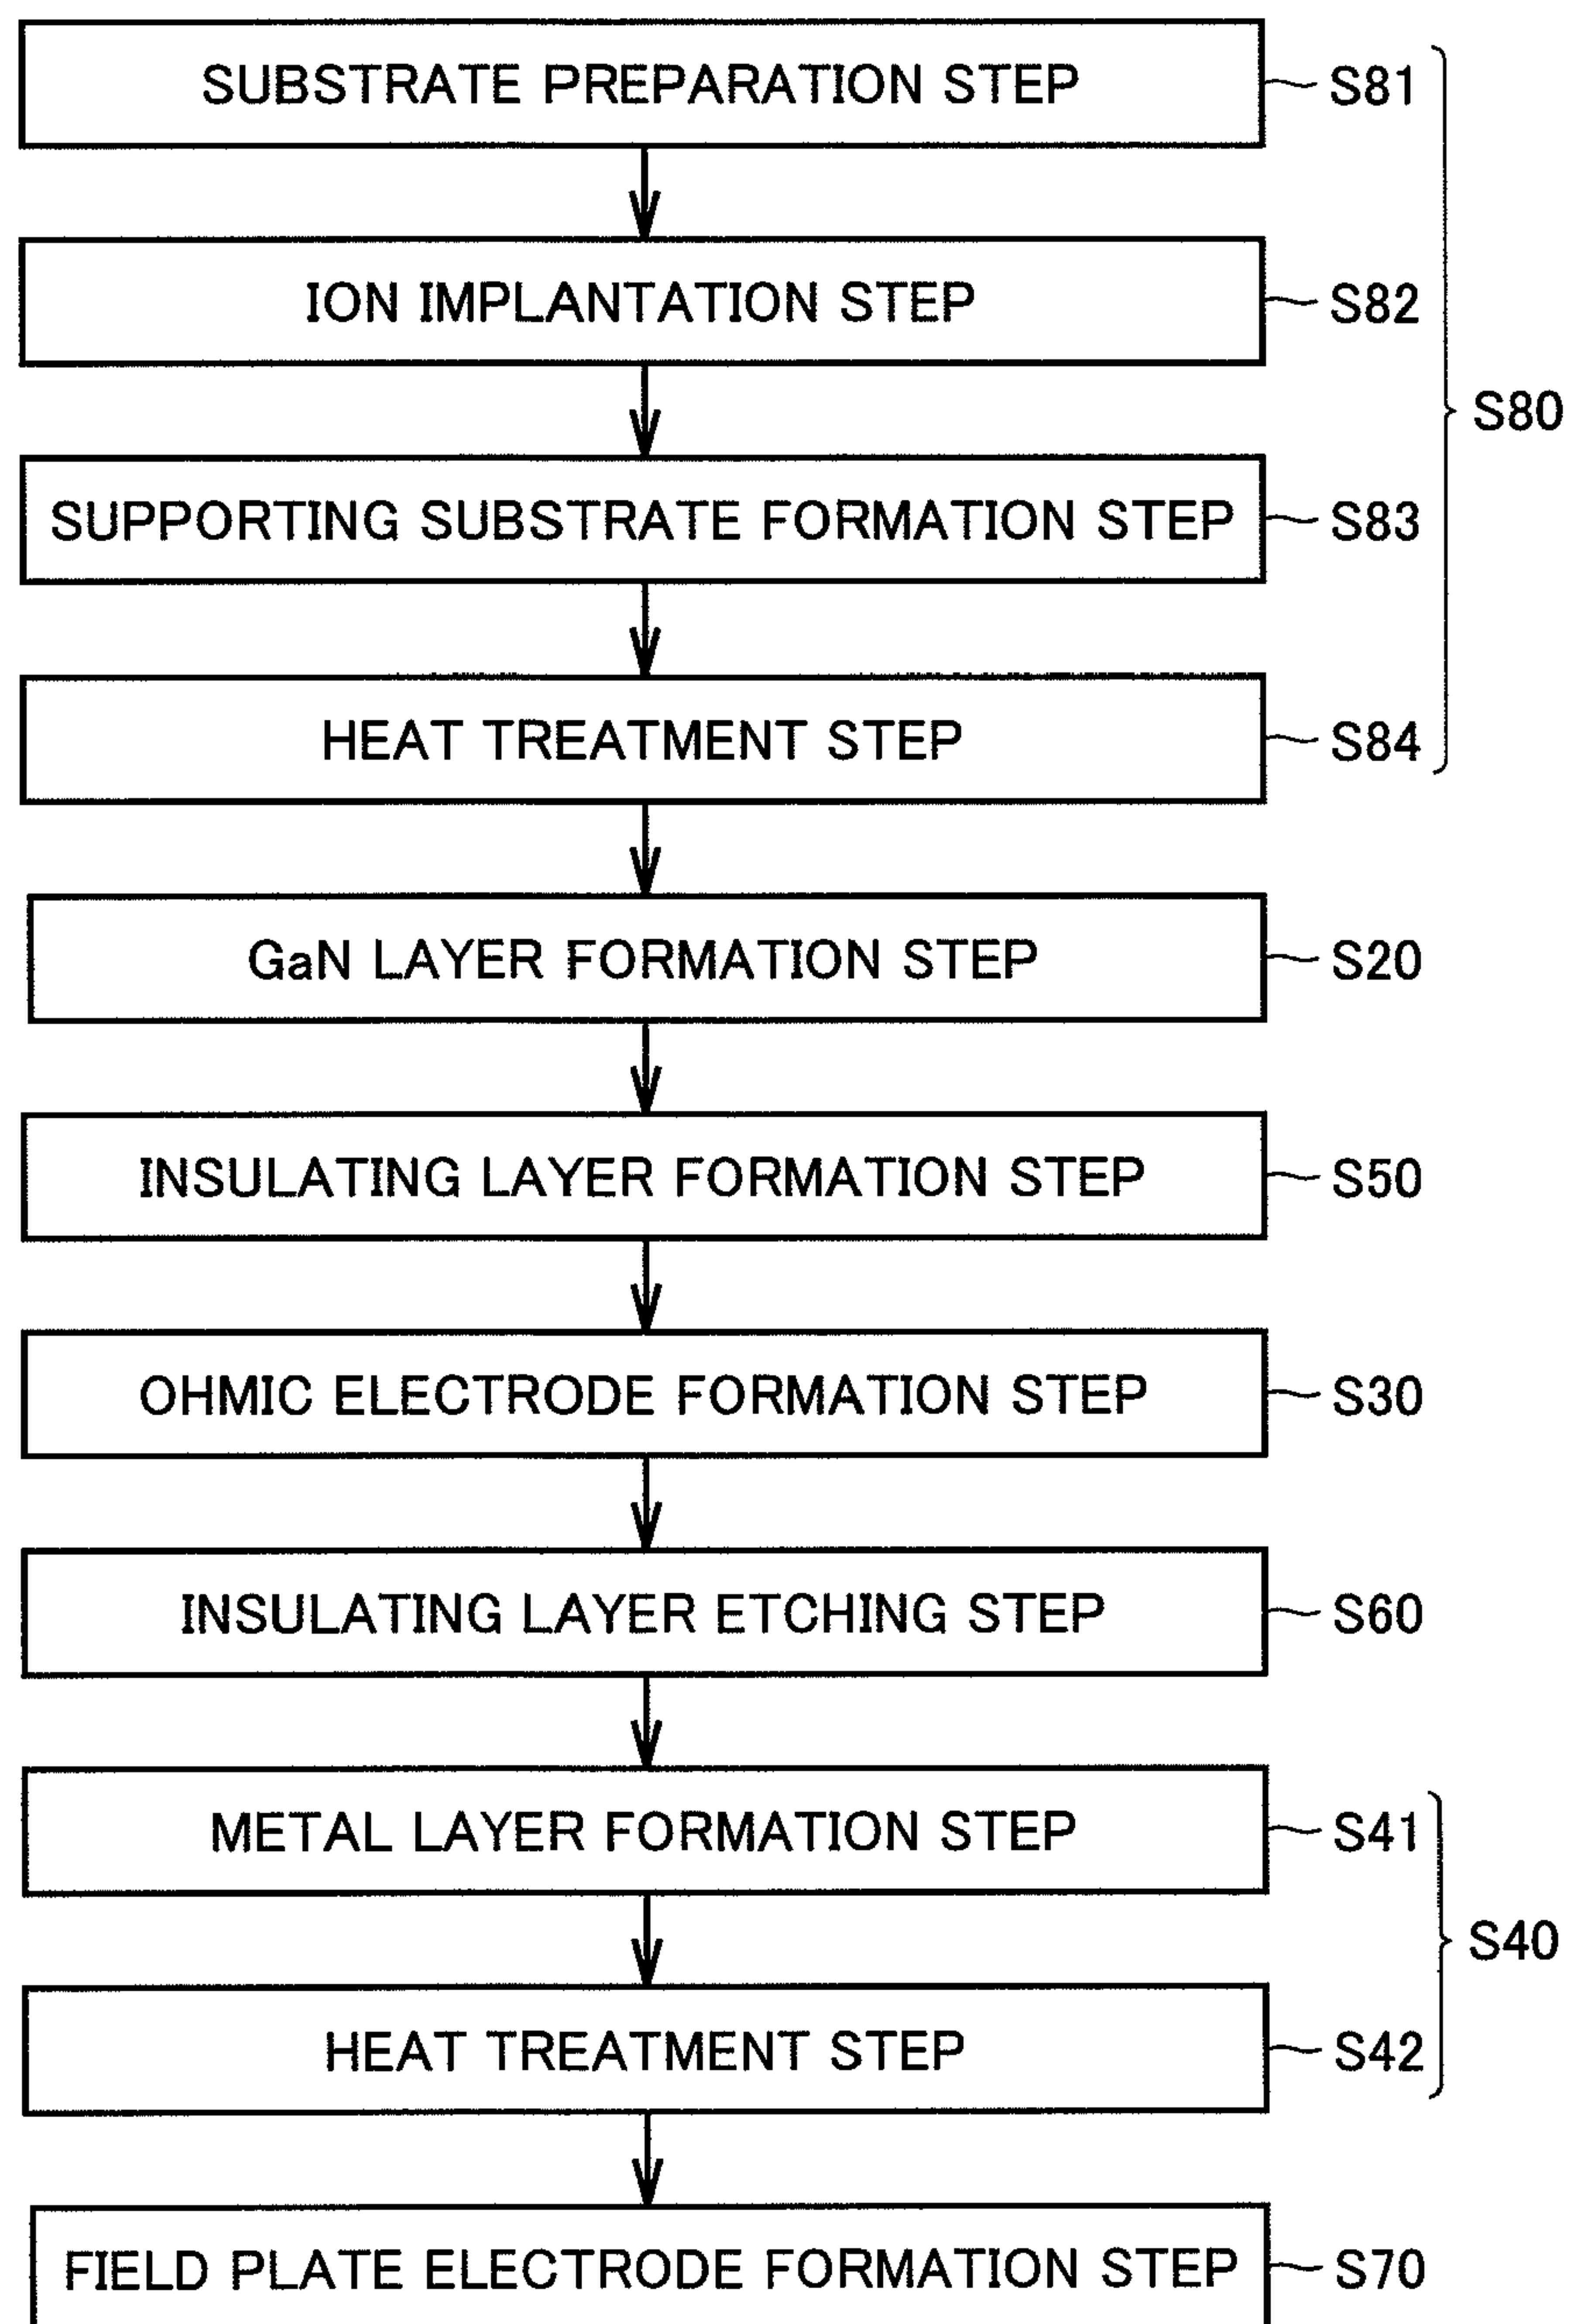 SUBSTRATE PREPARATION STEP S81
ION IMPLANTATION STEP S82
S80
SUPPORTING SUBSTRATE FORMATION STEP S83
HEAT TREATMENT STEP S84
GaN LAYER FORMATION STEP S20
INSULATING LAYER FORMATION STEP S50
OHMIC ELECTRODE FORMATION STEP S30
INSULATING LAYER ETCHING STEP S60
METAL LAYER FORMATION STEP S41
S40
HEAT TREATMENT STEP S42
FIELD PLATE ELECTRODE FORMATION STEP S70